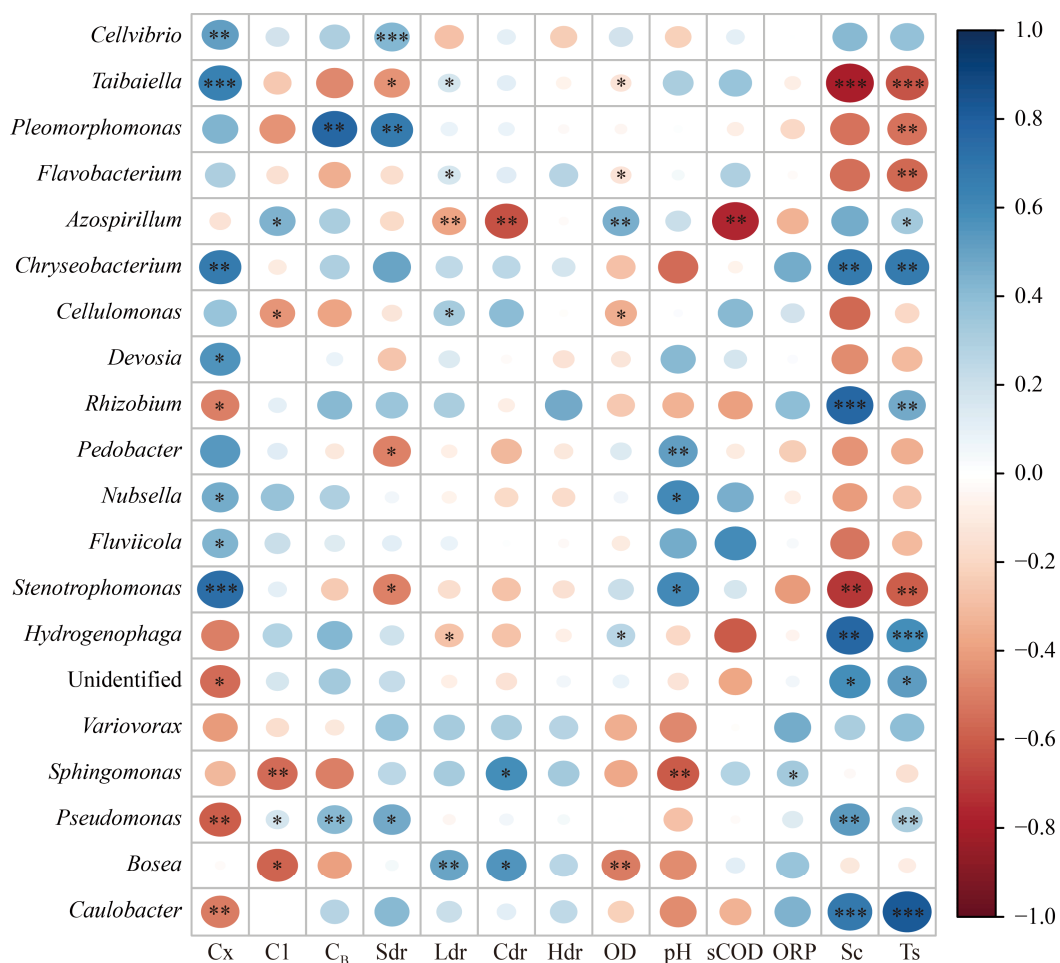 Cellvibrio ** *** 1.0
Taibaiella *** * * * *** ***
Pleomorphomonas ** ** ** 0.8
Flavobacterium * * **
Azospirillum * ** ** ** ** * 0.6
Chryseobacterium ** ** **
Cellulomonas * * * 0.4
Devosia *
Rhizobium * *** ** 0.2
Pedobacter * ** 0.0
Nubsella * *
Fluviicola * −0.2
Stenotrophomonas *** * * ** **
Hydrogenophaga * * ** *** −0.4
Unidentified * * *
Variovorax −0.6
Sphingomonas ** * ** *
Pseudomonas ** * ** * ** ** −0.8
Bosea * ** * **
Caulobacter ** *** *** −1.0
Cx C1 C_B Sdr Ldr Cdr Hdr OD pH sCOD ORP Sc Ts